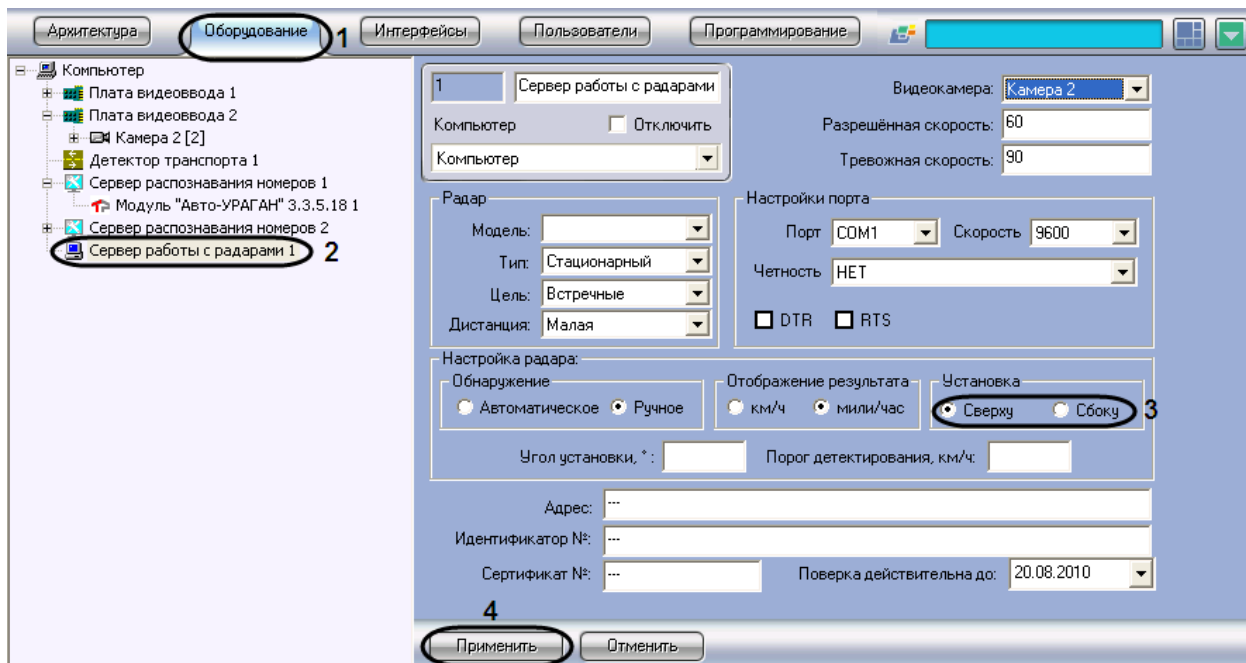 Архитектура Оборудование 1 Интерфейсы Пользователи Программирование
Компьютер
Плата видеоввода 1
Плата видеоввода 2
Камера 2 [2]
Детектор транспорта 1
Сервер распознавания номеров 1
Модуль "Авто-УРАГАН" 3.3.5.18 1
Сервер распознавания номеров 2
Сервер работы с радарами 1 2
1 Сервер работы с радарами
Компьютер Отключить
Компьютер
Видеокамера: Камера 2
Разрешённая скорость: 60
Тревожная скорость: 90
Радар
Модель:
Тип: Стационарный
Цель: Встречные
Дистанция: Малая
Настройки порта
Порт COM1 Скорость 9600
Четность НЕТ
DTR RTS
Настройка радара:
Обнаружение
Автоматическое Ручное
Отображение результата
км/ч мили/час
Установка
Сверху Сбоку 3
Угол установки, ° : Порог детектирования, км/ч:
Адрес: ---
Идентификатор №: ---
Сертификат №: --- Поверка действительна до: 20.08.2010
4
Применить Отменить